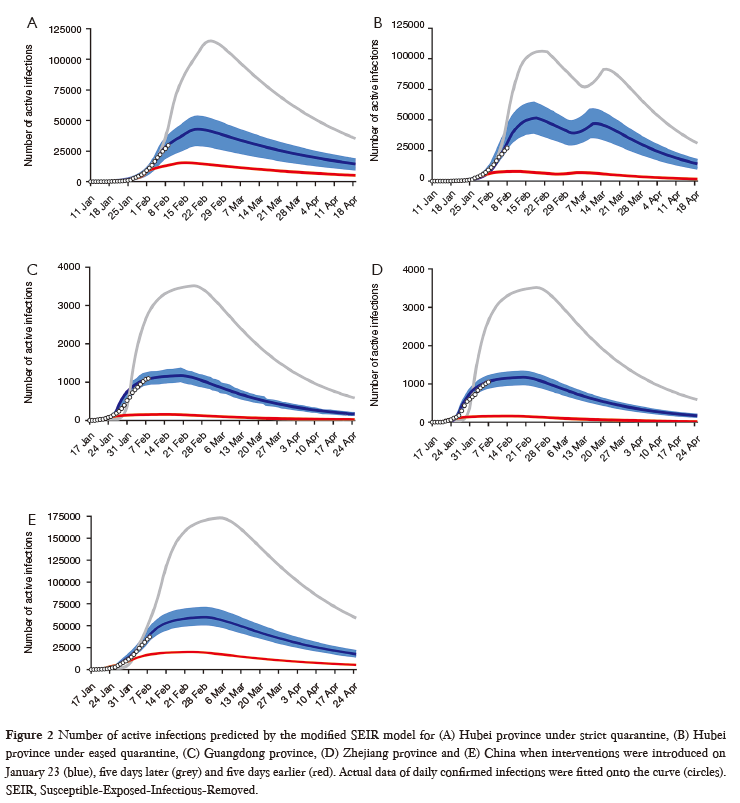 A
Number of active infections
125000
100000
75000
50000
25000
0
11 Jan 18 Jan 25 Jan 1 Feb 8 Feb 15 Feb 22 Feb 29 Feb 7 Mar 14 Mar 21 Mar 28 Mar 4 Apr 11 Apr 18 Apr
B
Number of active infections
125000
100000
75000
50000
25000
0
11 Jan 18 Jan 25 Jan 1 Feb 8 Feb 15 Feb 22 Feb 29 Feb 7 Mar 14 Mar 21 Mar 28 Mar 4 Apr 11 Apr 18 Apr
C
Number of active infections
4000
3000
2000
1000
0
17 Jan 24 Jan 31 Jan 7 Feb 14 Feb 21 Feb 28 Feb 6 Mar 13 Mar 20 Mar 27 Mar 3 Apr 10 Apr 17 Apr 24 Apr
D
Number of active infections
4000
3000
2000
1000
0
17 Jan 24 Jan 31 Jan 7 Feb 14 Feb 21 Feb 28 Feb 6 Mar 13 Mar 20 Mar 27 Mar 3 Apr 10 Apr 17 Apr 24 Apr
E
Number of active infections
175000
150000
125000
100000
75000
50000
25000
0
17 Jan 24 Jan 31 Jan 7 Feb 14 Feb 21 Feb 28 Feb 6 Mar 13 Mar 20 Mar 27 Mar 3 Apr 10 Apr 17 Apr 24 Apr
Figure 2 Number of active infections predicted by the modified SEIR model for (A) Hubei province under strict quarantine, (B) Hubei
province under eased quarantine, (C) Guangdong province, (D) Zhejiang province and (E) China when interventions were introduced on
January 23 (blue), five days later (grey) and five days earlier (red). Actual data of daily confirmed infections were fitted onto the curve (circles).
SEIR, Susceptible-Exposed-Infectious-Removed.